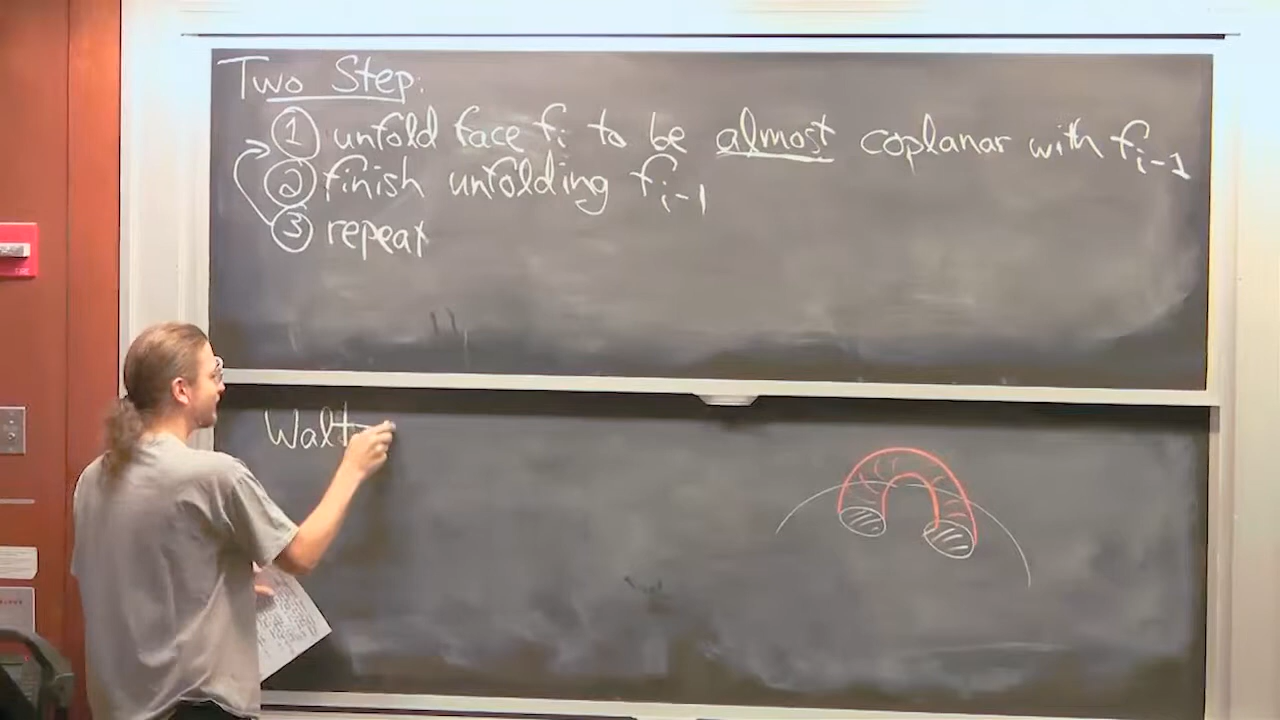 Two Step:
① unfold face fi to be almost coplanar with fi-1
② finish unfolding fi-1
③ repeat
Walt
FIRE